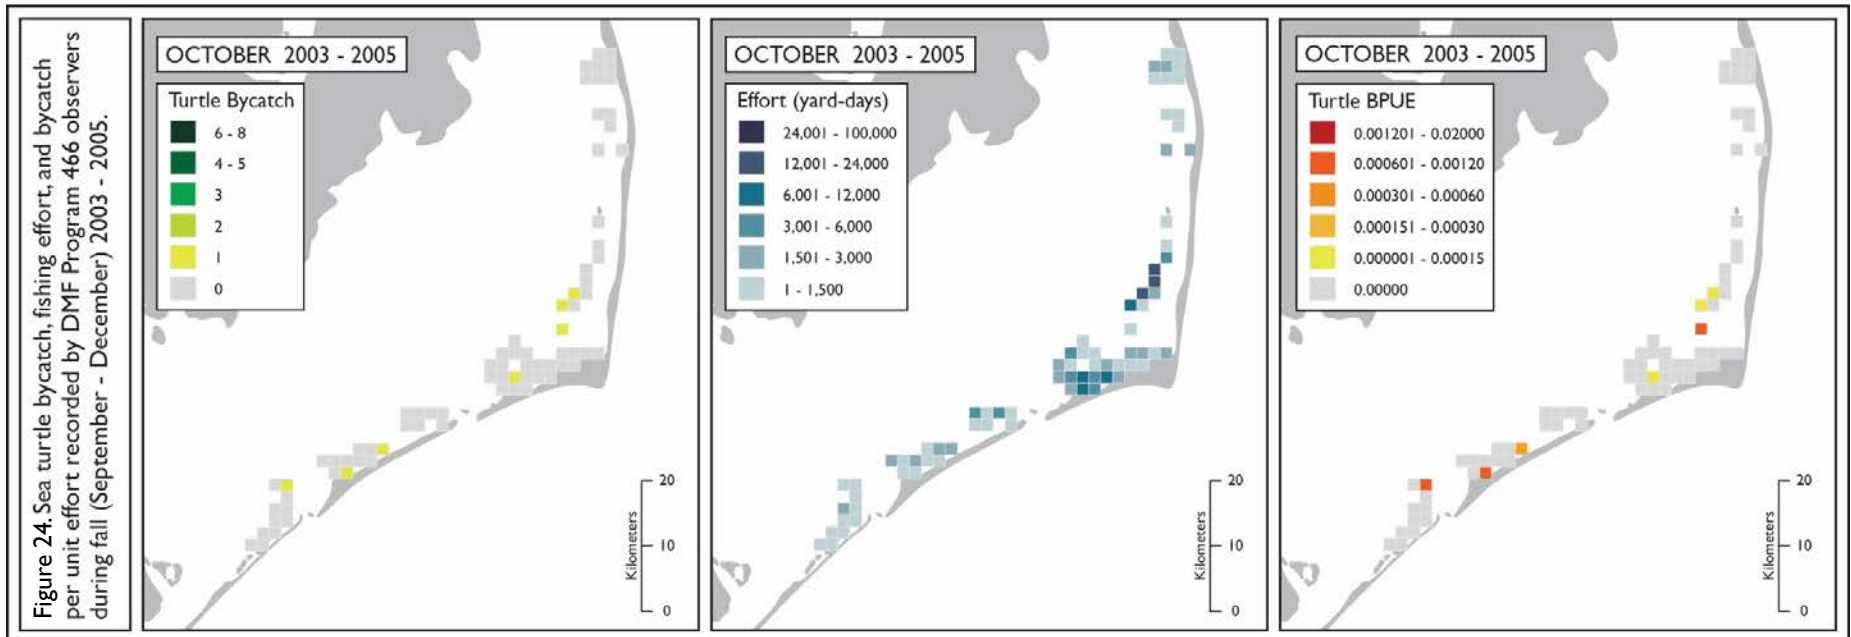 Figure 24. Sea turtle bycatch, fishing effort, and bycatch
per unit effort recorded by DMF Program 466 observers
during fall (September - December) 2003 - 2005.
OCTOBER 2003 - 2005
Turtle Bycatch
6 - 8
4 - 5
3
2
1
0
20
10
0
Kilometers
OCTOBER 2003 - 2005
Effort (yard-days)
24,001 - 100,000
12,001 - 24,000
6,001 - 12,000
3,001 - 6,000
1,501 - 3,000
1 - 1,500
20
10
0
Kilometers
OCTOBER 2003 - 2005
Turtle BPUE
0.001201 - 0.02000
0.000601 - 0.00120
0.000301 - 0.00060
0.000151 - 0.00030
0.000001 - 0.00015
0.00000
20
10
0
Kilometers